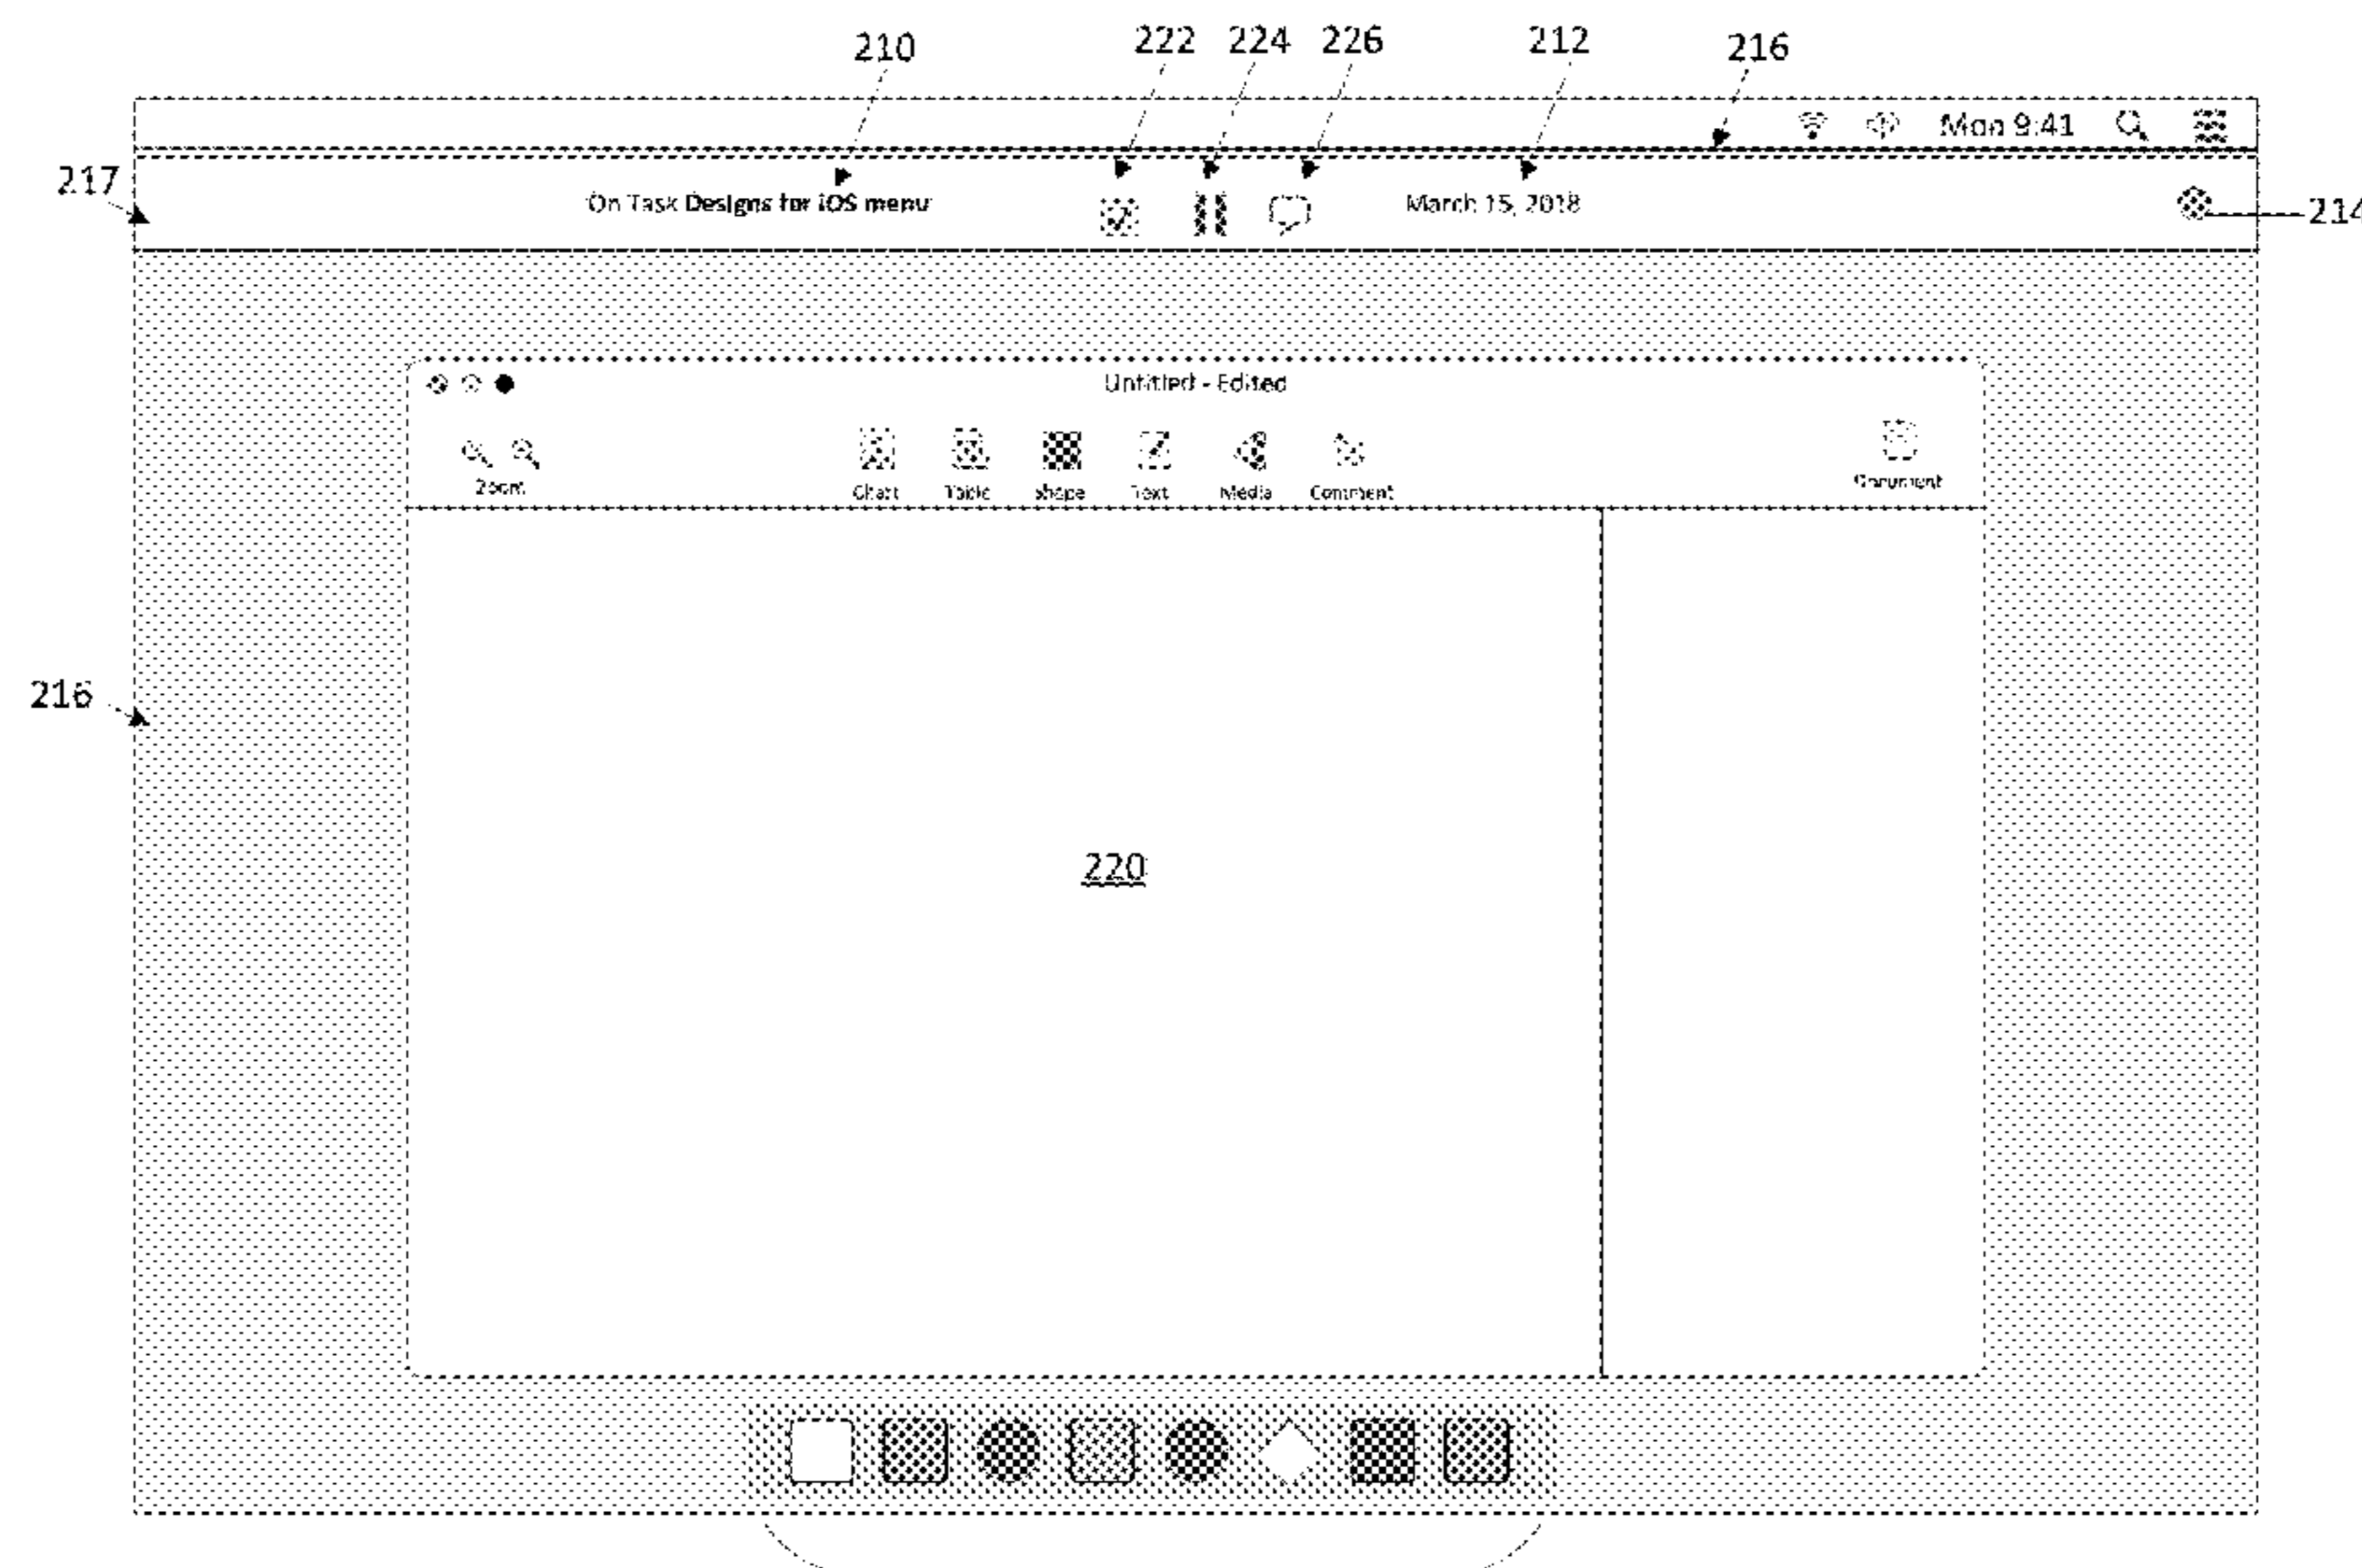 210 222 224 226 212 216
Mon 9:41
217
On Task Designs for iOS menu March 15, 2018
214
Untitled - Edited
Zoom Chart Table Shape Text Media Comment Document
216
220